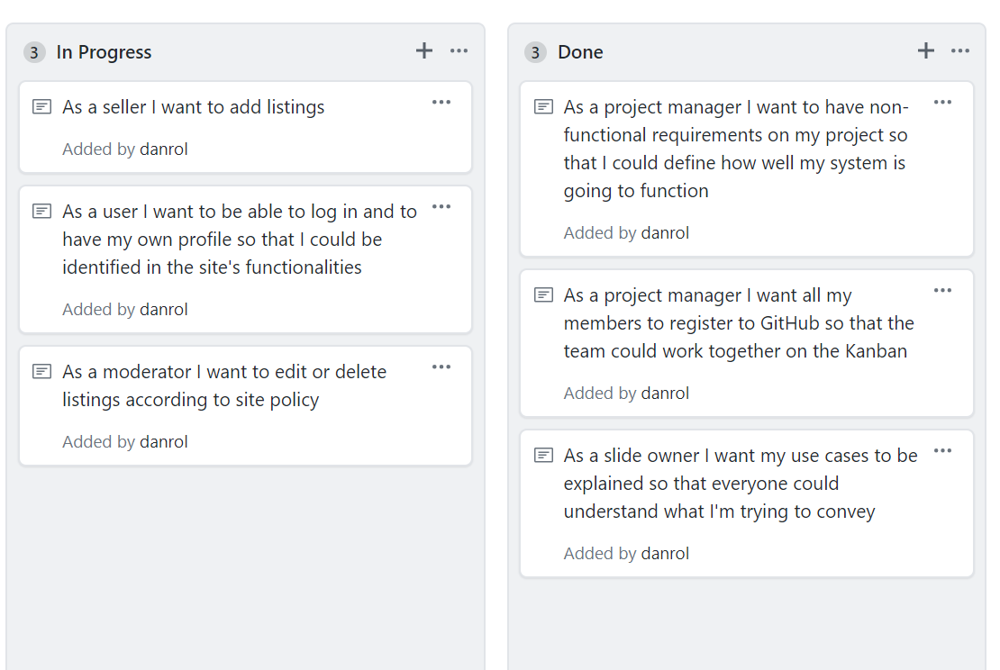 3 In Progress
As a seller I want to add listings
Added by danrol
As a user I want to be able to log in and to
have my own profile so that I could be
identified in the site's functionalities
Added by danrol
As a moderator I want to edit or delete
listings according to site policy
Added by danrol
3 Done
As a project manager I want to have non-
functional requirements on my project so
that I could define how well my system is
going to function
Added by danrol
As a project manager I want all my
members to register to GitHub so that the
team could work together on the Kanban
Added by danrol
As a slide owner I want my use cases to be
explained so that everyone could
understand what I'm trying to convey
Added by danrol